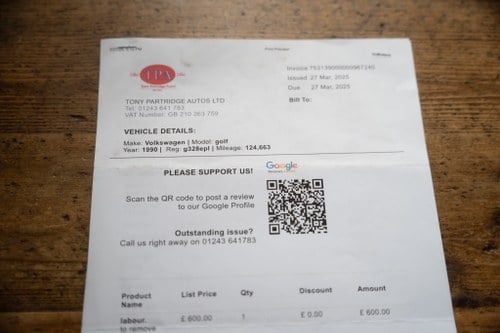 TPA
Invoice:
Issued 27 Mar, 2025
Due 27 Mar, 2025
Bill To:
TONY PARTRIDGE AUTOS LTD
Tel: 01243 641 783
VAT Number: GB 210 263 759
VEHICLE DETAILS:
Make: Volkswagen | Model: golf
Year: 1990 | Reg: g328epl | Mileage: 124,663
PLEASE SUPPORT US!
Google
Scan the QR code to post a review
to our Google Profile
Outstanding issue?
Call us right away on 01243 641783
Product Name List Price Qty Discount Amount
labour. £ 600.00 1 £ 0.00 £ 600.00
to remove